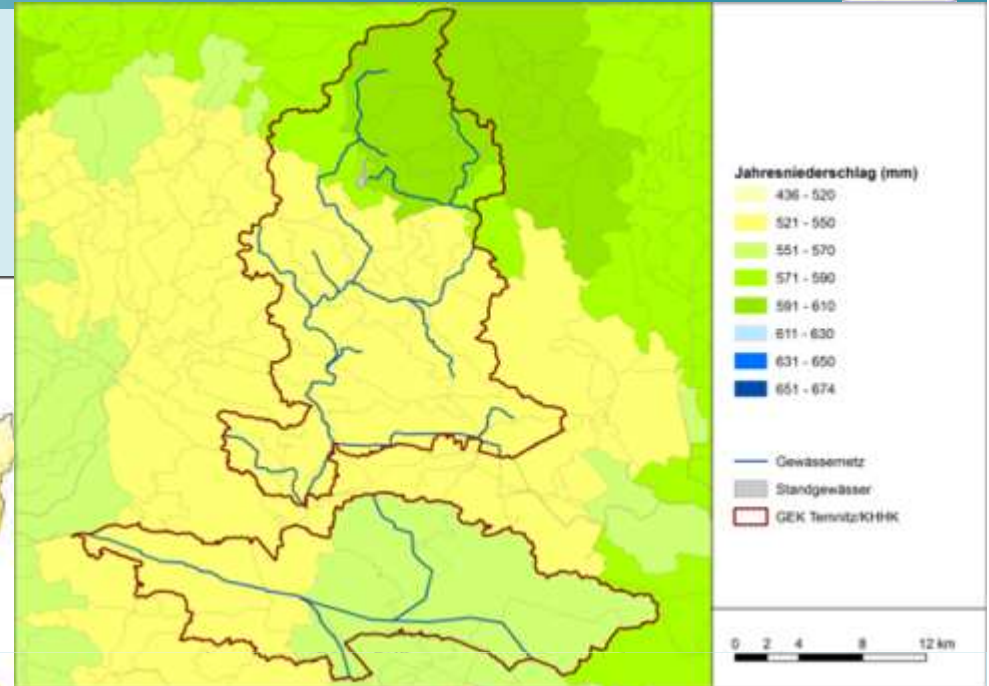 Jahresniederschlag (mm)
436 - 520
521 - 550
551 - 570
571 - 590
591 - 610
611 - 630
631 - 650
651 - 674
Gewässernetz
Standgewässer
GEK Temnitz/KHHK
0 2 4 8 12 km